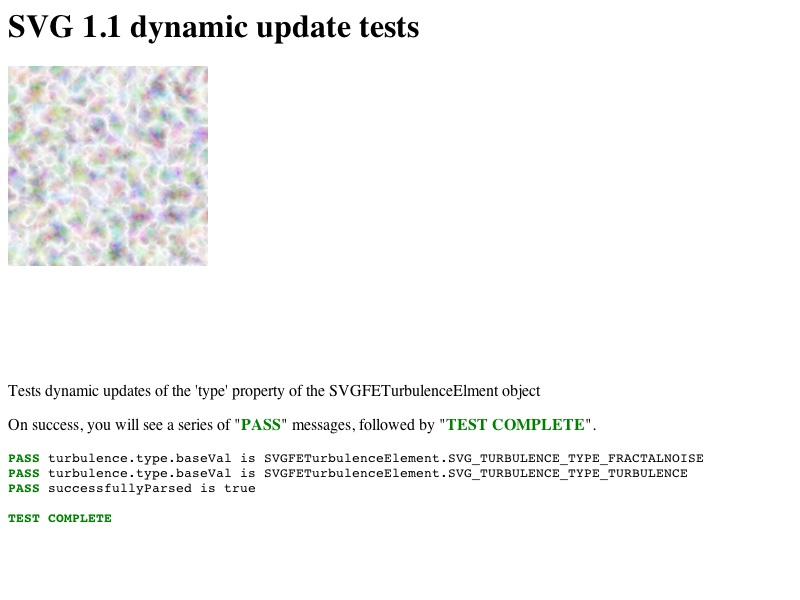 SVG 1.1 dynamic update tests
Tests dynamic updates of the 'type' property of the SVGFETurbulenceElment object
On success, you will see a series of "PASS" messages, followed by "TEST COMPLETE".
PASS turbulence.type.baseVal is SVGFETurbulenceElement.SVG_TURBULENCE_TYPE_FRACTALNOISE
PASS turbulence.type.baseVal is SVGFETurbulenceElement.SVG_TURBULENCE_TYPE_TURBULENCE
PASS successfullyParsed is true
TEST COMPLETE